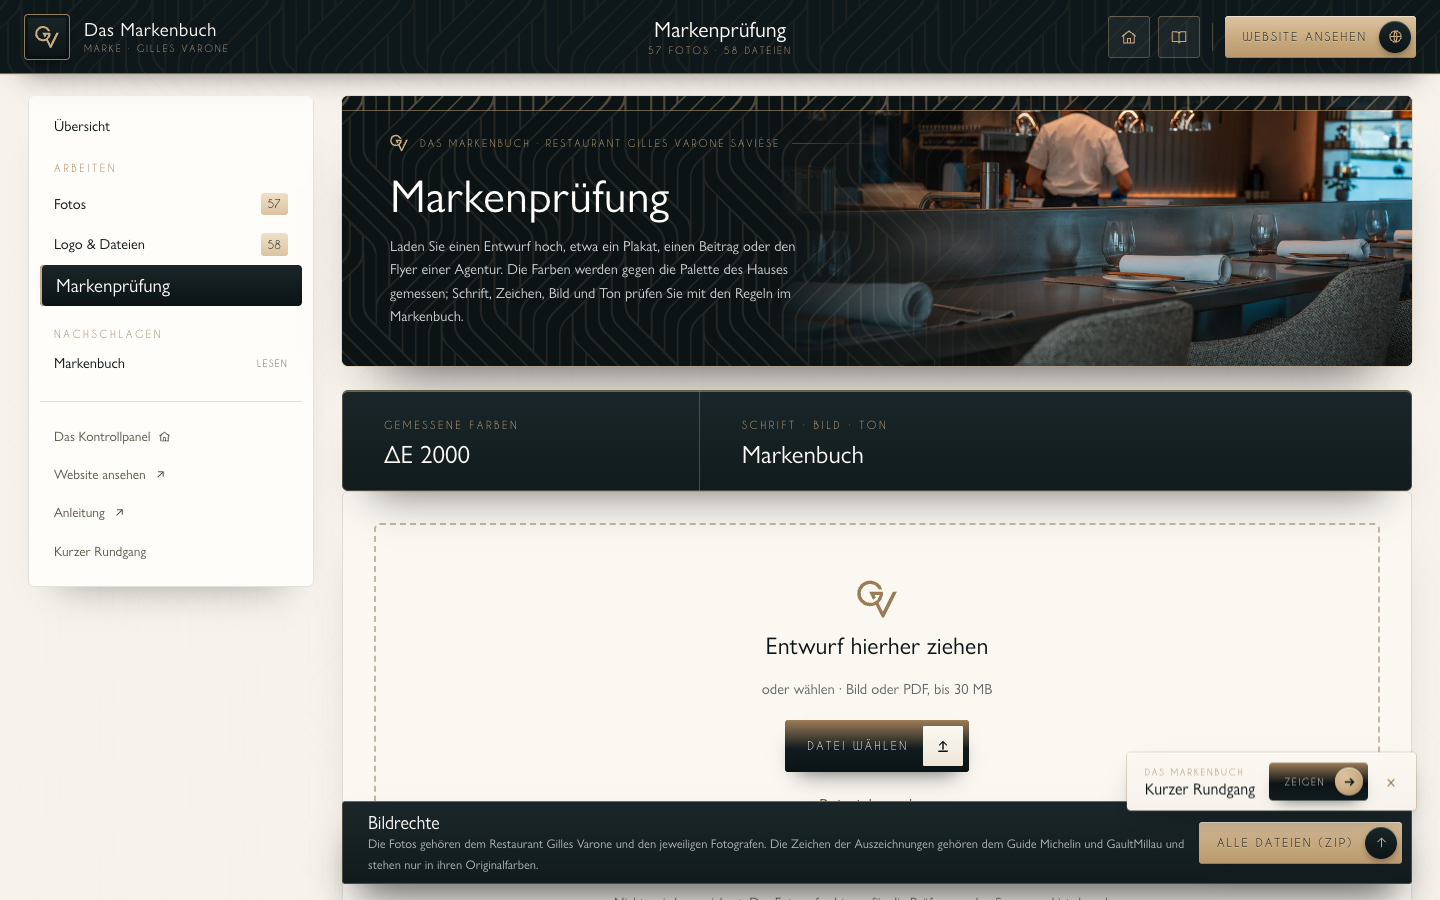 Das Markenbuch
MARKE · GILLES VARONE
Markenprüfung
57 FOTOS · 58 DATEIEN
WEBSITE ANSEHEN
Übersicht
ARBEITEN
Fotos 57
Logo & Dateien 58
Markenprüfung
NACHSCHLAGEN
Markenbuch LESEN
Das Kontrollpanel
Website ansehen
Anleitung
Kurzer Rundgang
DAS MARKENBUCH · RESTAURANT GILLES VARONE SAVIÈSE
Markenprüfung
Laden Sie einen Entwurf hoch, etwa ein Plakat, einen Beitrag oder den
Flyer einer Agentur. Die Farben werden gegen die Palette des Hauses
gemessen; Schrift, Zeichen, Bild und Ton prüfen Sie mit den Regeln im
Markenbuch.
GEMESSENE FARBEN
ΔE 2000
SCHRIFT · BILD · TON
Markenbuch
Entwurf hierher ziehen
oder wählen · Bild oder PDF, bis 30 MB
DATEI WÄHLEN
DAS MARKENBUCH
Kurzer Rundgang
ZEIGEN
Bildrechte
Die Fotos gehören dem Restaurant Gilles Varone und den jeweiligen Fotografen. Die Zeichen der Auszeichnungen gehören dem Guide Michelin und GaultMillau und
stehen nur in ihren Originalfarben.
ALLE DATEIEN (ZIP)